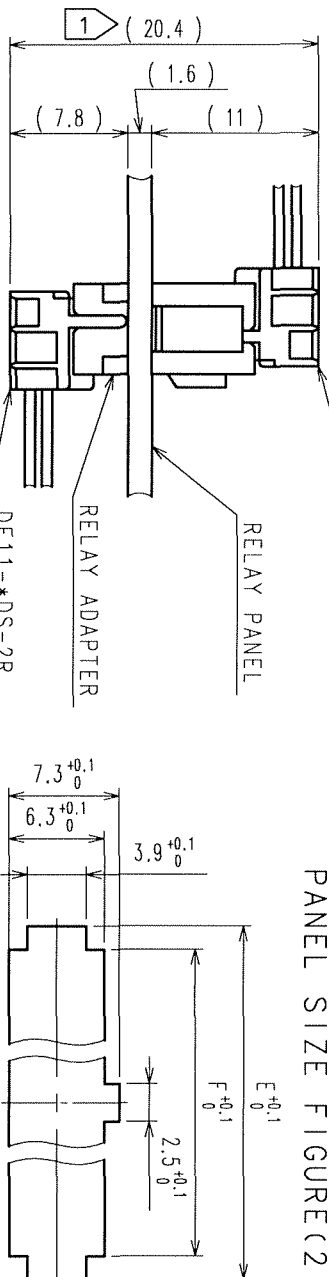 1
(20.4)
(1.6)
(7.8)
(11)
RELAY PANEL
RELAY ADAPTER
DF11-*DS-2R
PANEL SIZE FIGURE(2
7.3 +0.1 0
6.3 +0.1 0
3.9 +0.1 0
E +0.1 0
F +0.1 0
2.5 +0.1 0